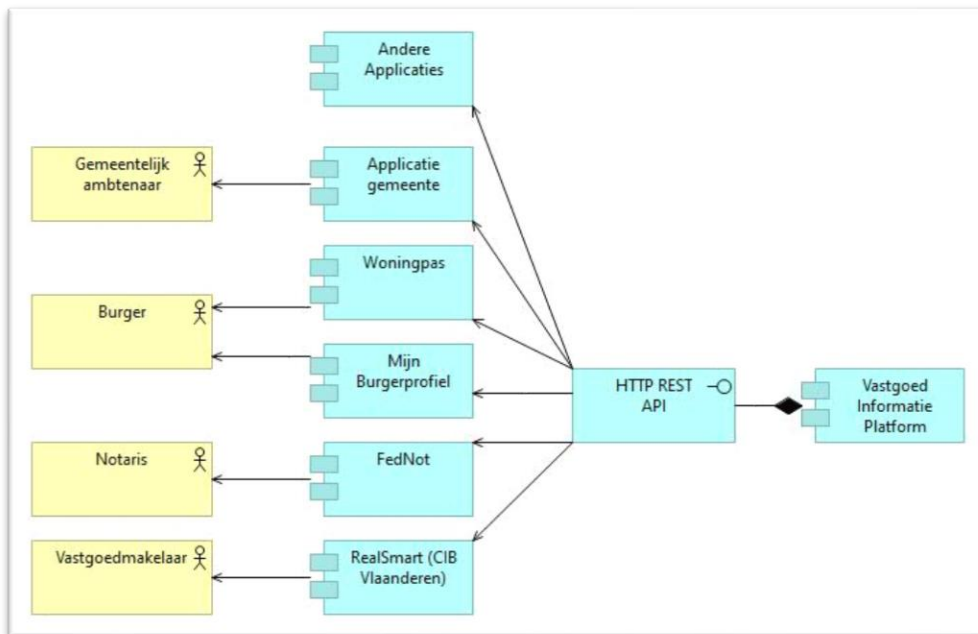 Andere
Applicaties
Gemeentelijk
ambtenaar
Applicatie
gemeente
Woningpas
Burger
Mijn
Burgerprofiel
HTTP REST
API
Vastgoed
Informatie
Platform
Notaris
FedNot
Vastgoedmakelaar
RealSmart (CIB
Vlaanderen)